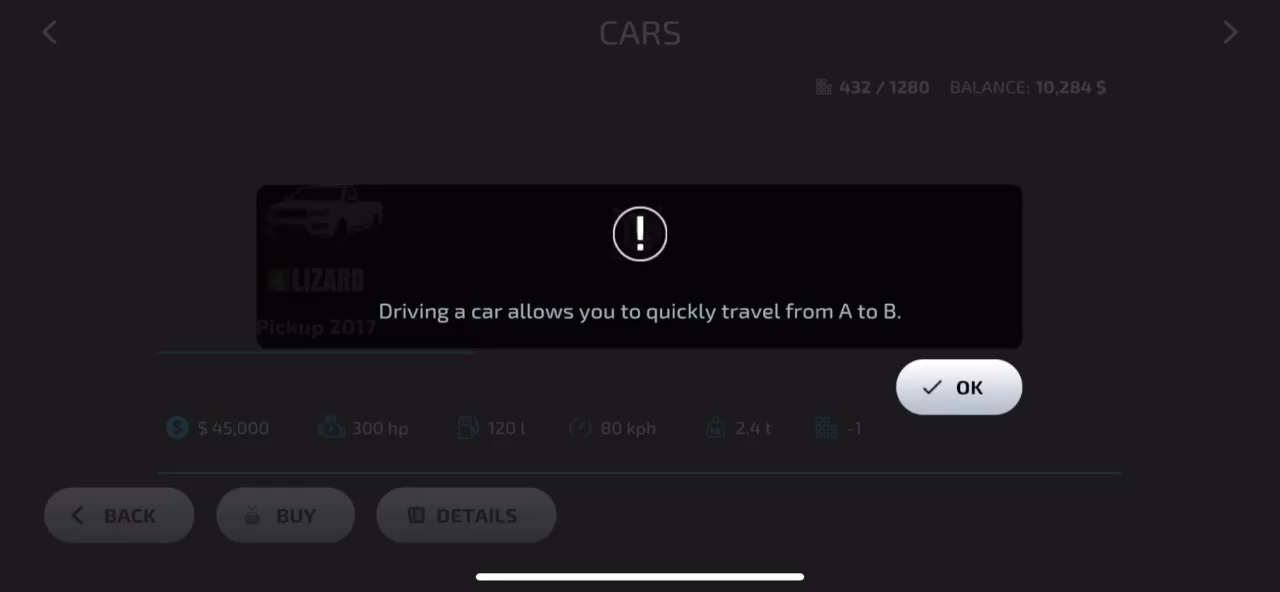 CARS
432 / 1280 BALANCE: 10,284 $
LIZARD
Driving a car allows you to quickly travel from A to B.
Pickup 2017
OK
$ 45,000 300 hp 120 l 80 kph 2.4 t -1
BACK BUY DETAILS